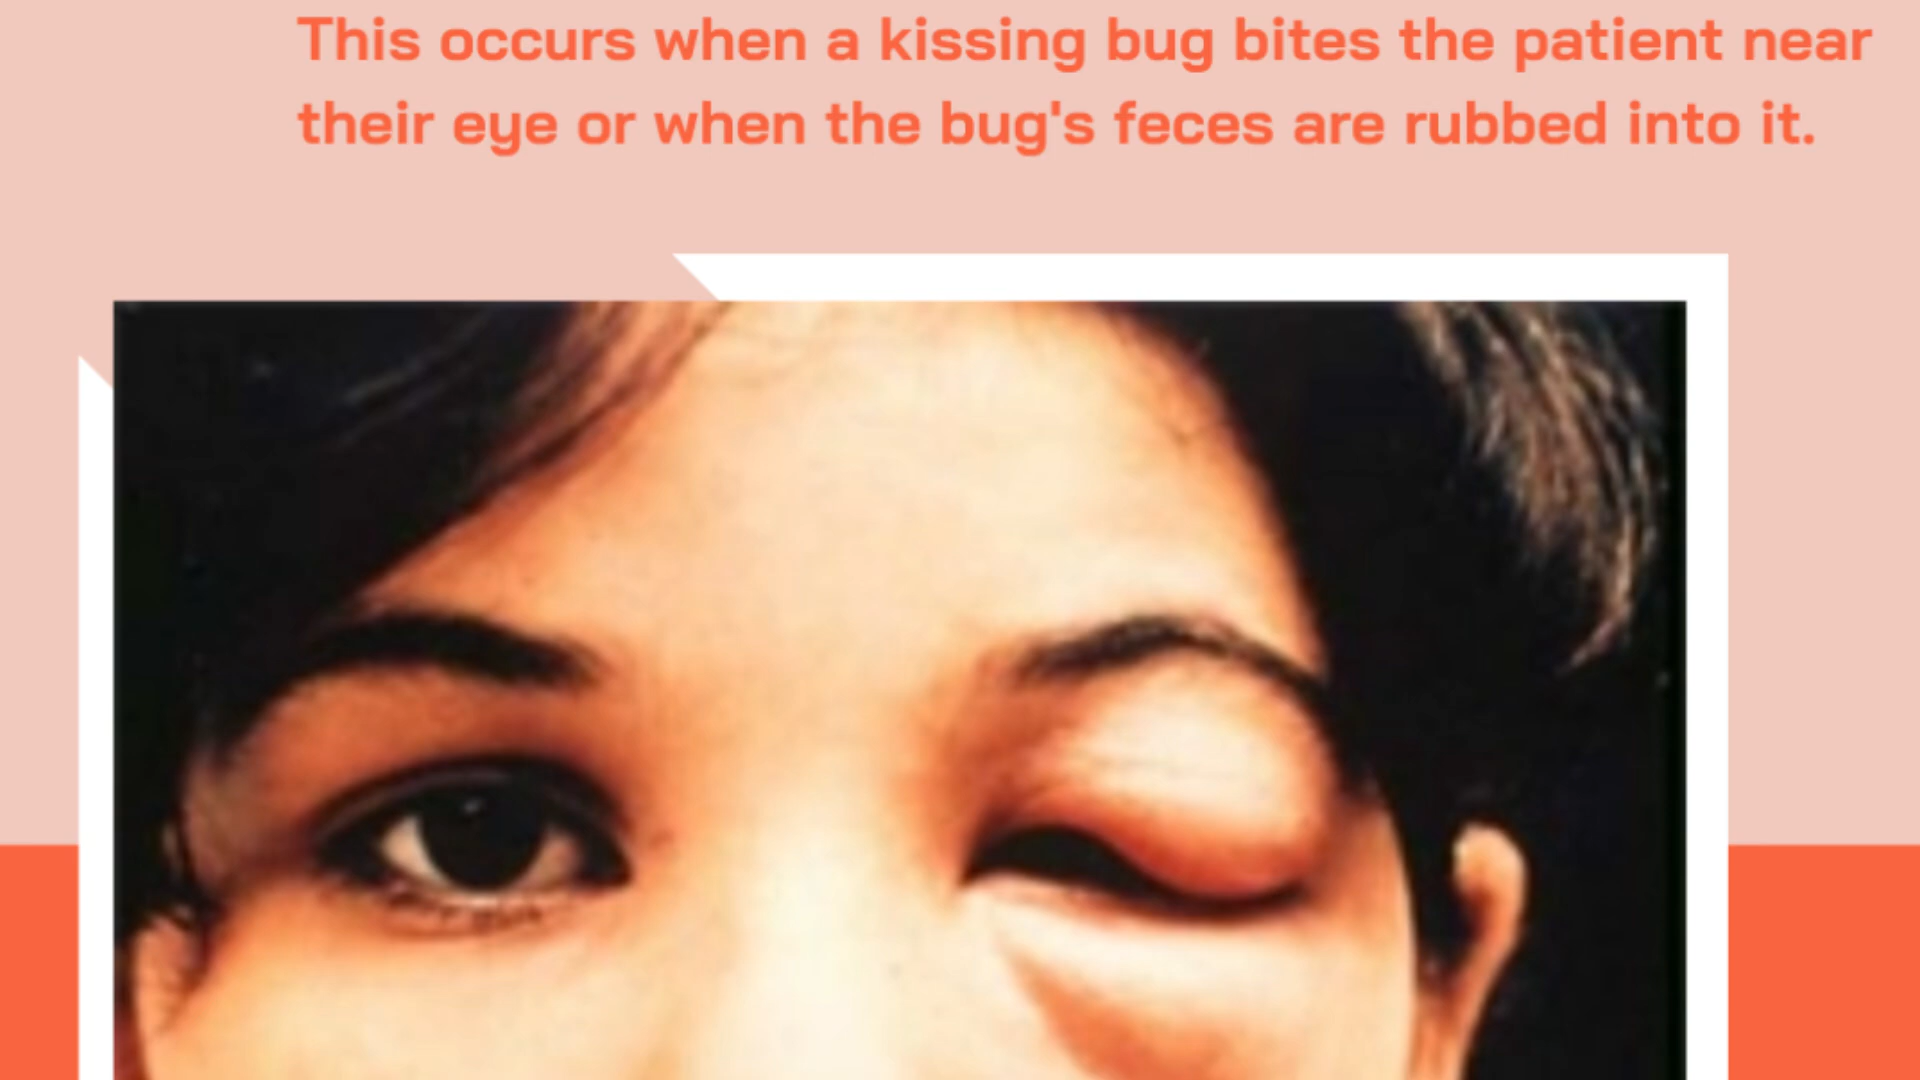 This occurs when a kissing bug bites the patient near
their eye or when the bug's feces are rubbed into it.